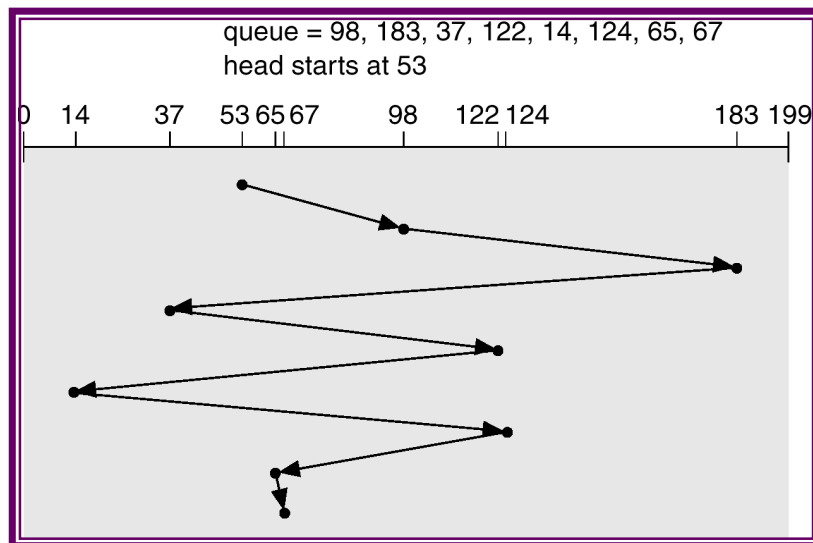 queue = 98, 183, 37, 122, 14, 124, 65, 67
head starts at 53
0 14 37 53 65 67 98 122 124 183 199